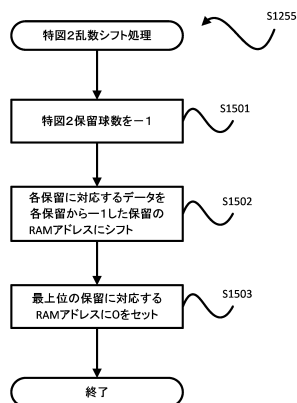 特図2乱数シフト処理
S1255
特図2保留球数を－1
S1501
各保留に対応するデータを
各保留から－1した保留の
RAMアドレスにシフト
S1502
最上位の保留に対応する
RAMアドレスに0をセット
S1503
終了